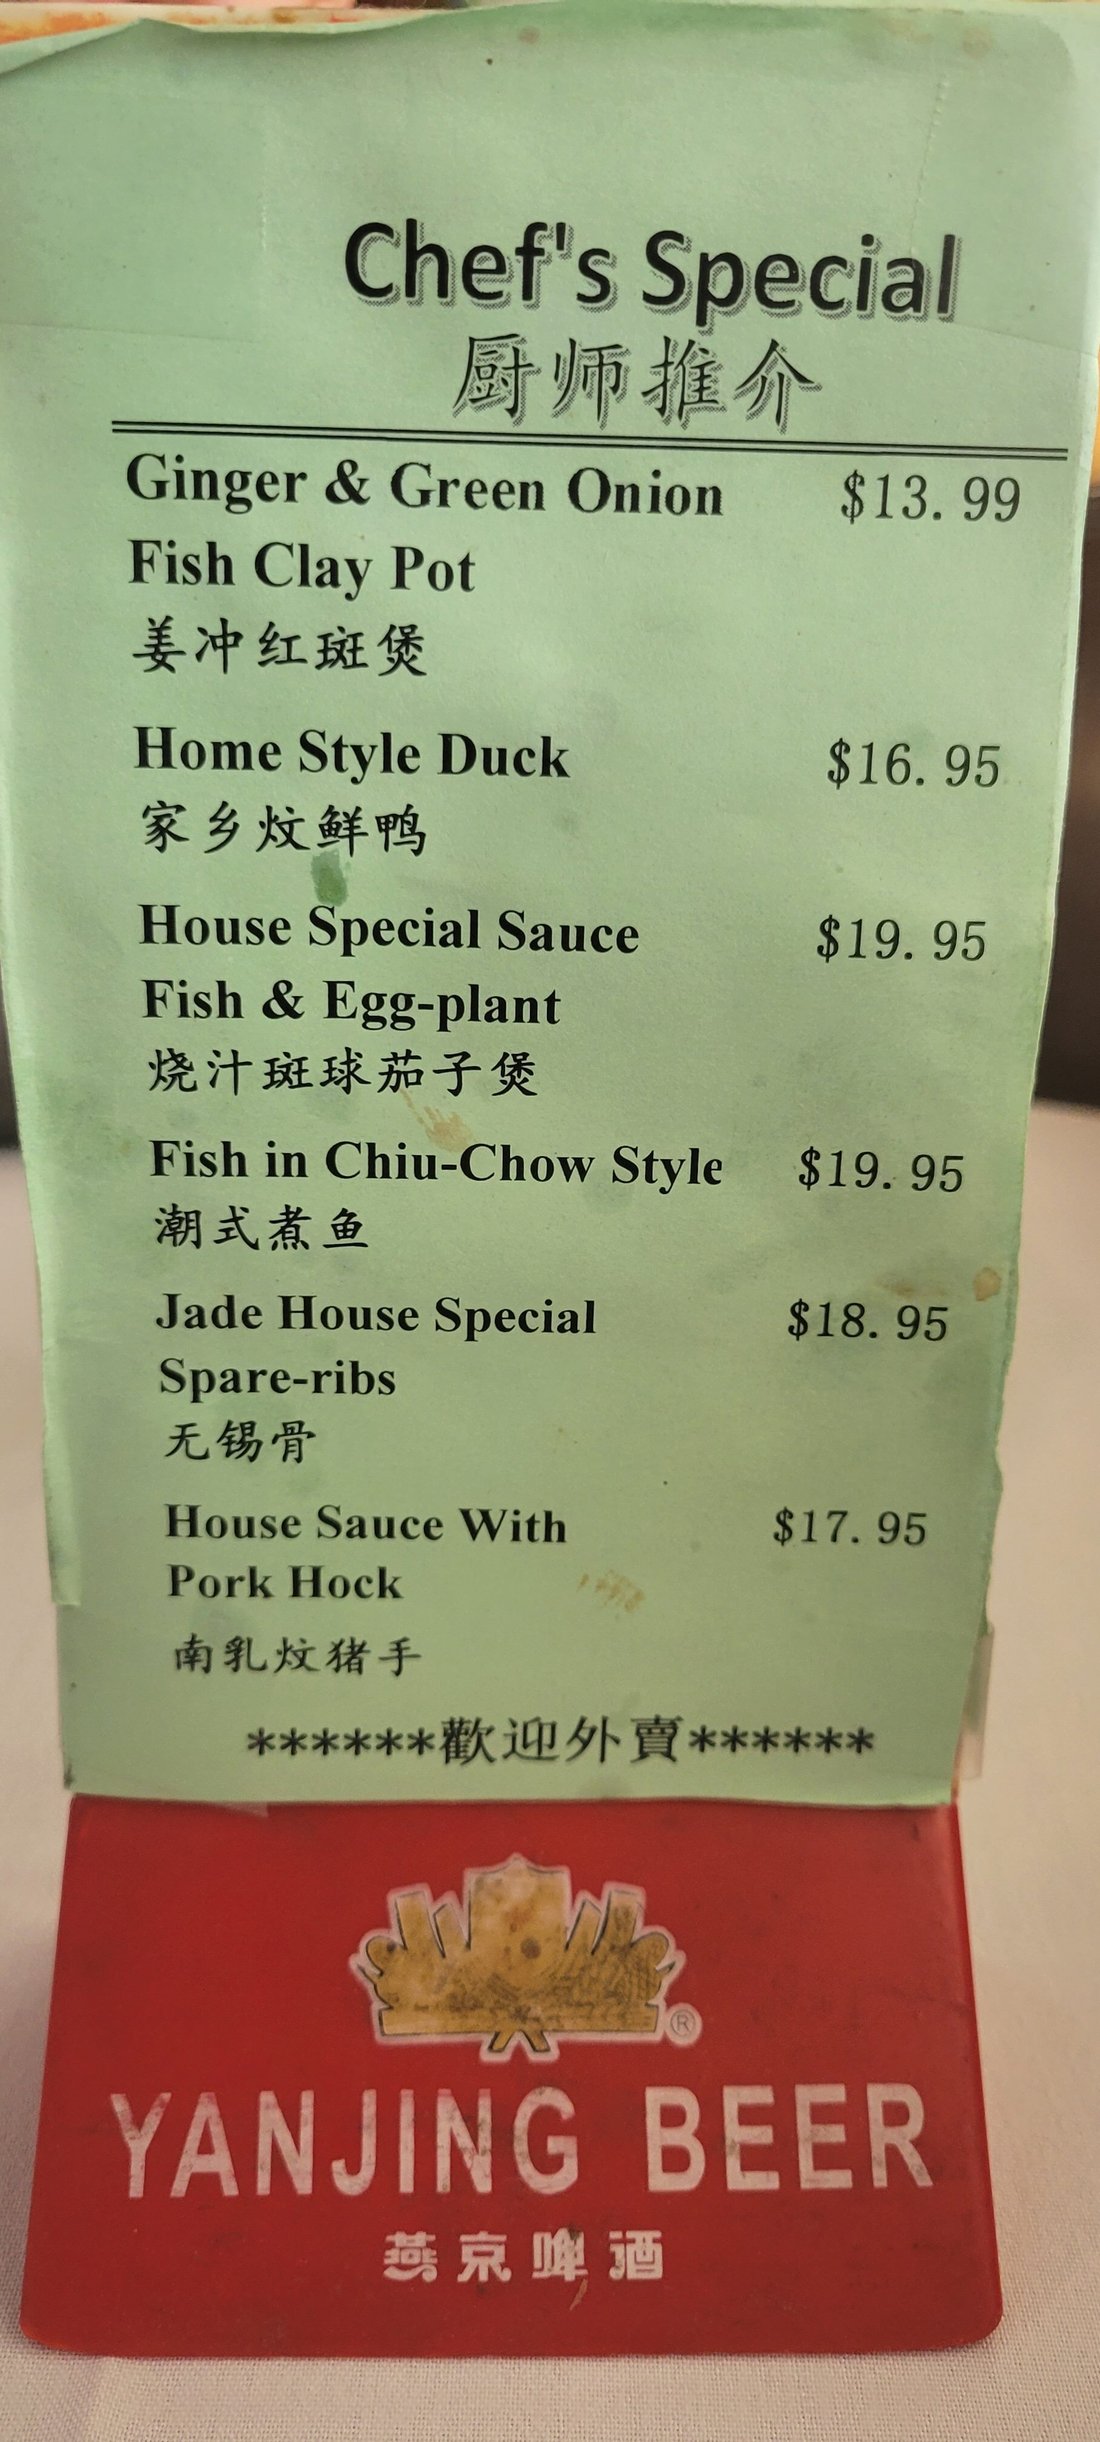 Chef's Special
厨师推介
Ginger & Green Onion $13.99
Fish Clay Pot
姜冲红斑煲
Home Style Duck $16.95
家乡炆鲜鸭
House Special Sauce $19.95
Fish & Egg-plant
烧汁斑球茄子煲
Fish in Chiu-Chow Style $19.95
潮式煮鱼
Jade House Special $18.95
Spare-ribs
无锡骨
House Sauce With $17.95
Pork Hock
南乳炆猪手
******歡迎外賣******
®
YANJING BEER
燕京啤酒